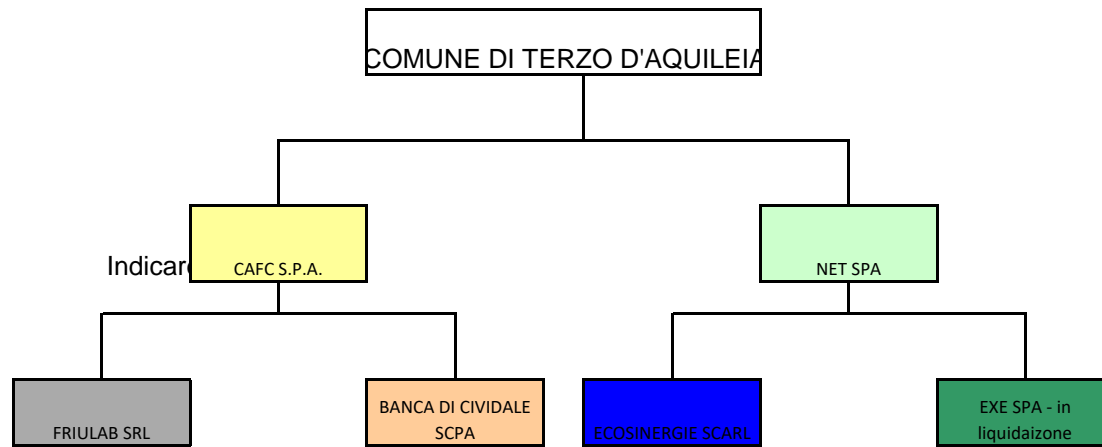 COMUNE DI TERZO D'AQUILEIA
Indicare
CAFC S.P.A.
NET SPA
FRIULAB SRL
BANCA DI CIVIDALE
SCPA
ECOSINERGIE SCARL
EXE SPA - in
liquidaizone